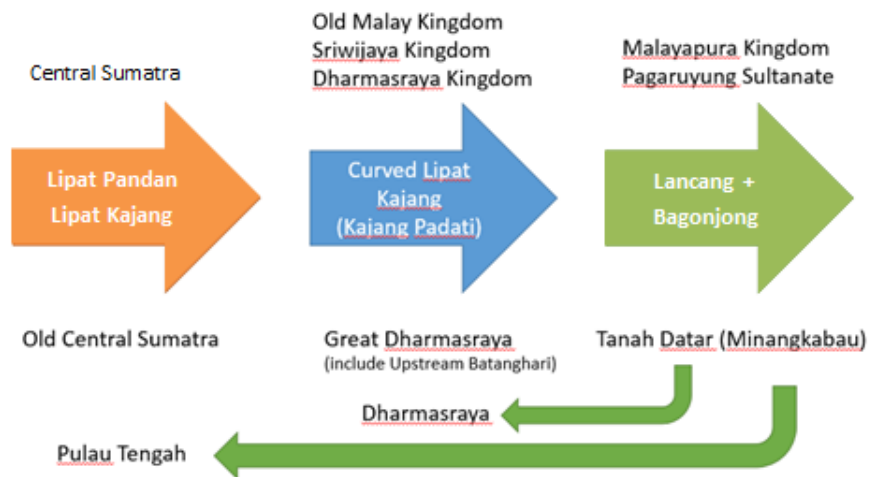 Central Sumatra
Old Malay Kingdom
Sriwijaya Kingdom
Dharmasraya Kingdom
Malayapura Kingdom
Pagaruyung Sultanate
Lipat Pandan
Lipat Kajang
Curved Lipat
Kajang
(Kajang Padati)
Lancang +
Bagonjong
Old Central Sumatra
Great Dharmasraya
(include Upstream Batanghari)
Tanah Datar (Minangkabau)
Dharmasraya
Pulau Tengah